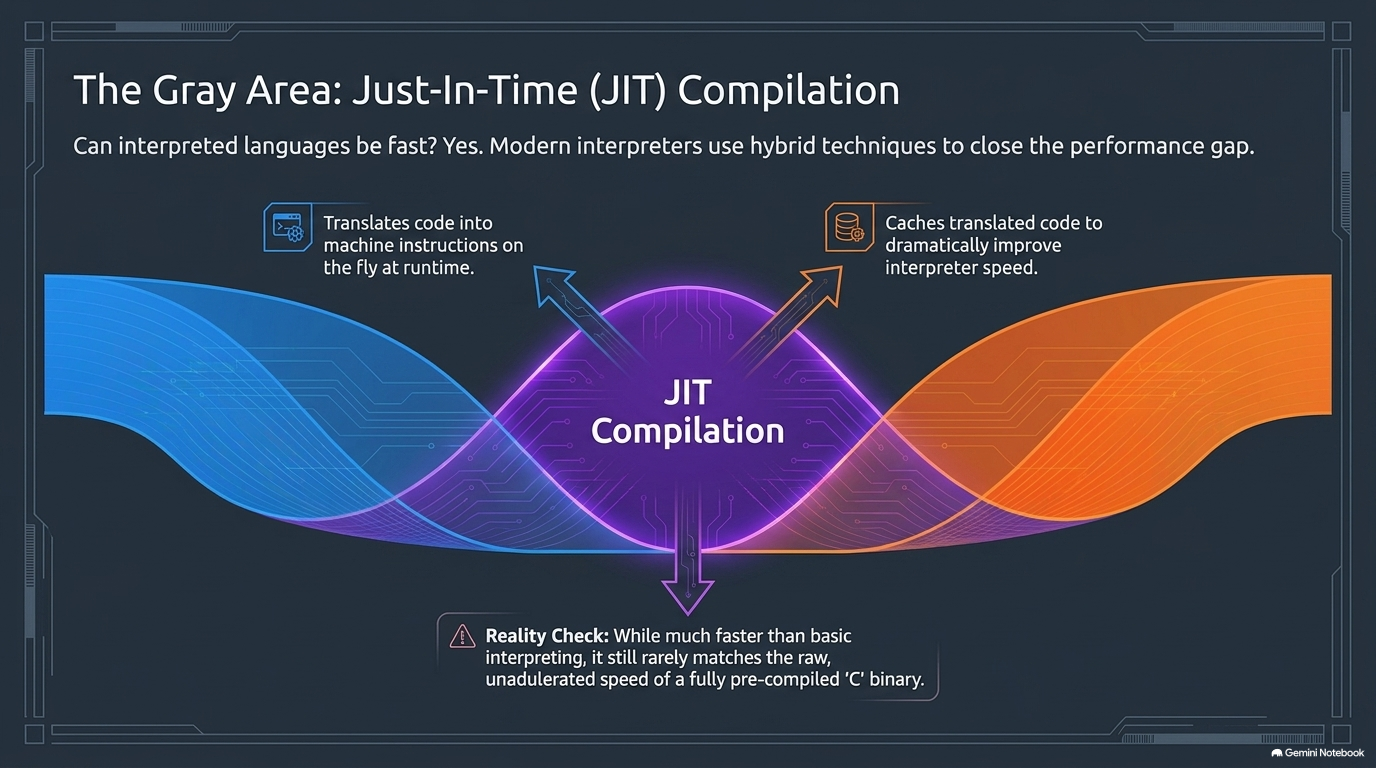 The Gray Area: Just-In-Time (JIT) Compilation
Can interpreted languages be fast? Yes. Modern interpreters use hybrid techniques to close the performance gap.
Translates code into
machine instructions on
the fly at runtime.
Caches translated code to
dramatically improve
interpreter speed.
JIT
Compilation
Reality Check: While much faster than basic
interpreting, it still rarely matches the raw,
unadulterated speed of a fully pre-compiled 'C' binary.
Gemini Notebook